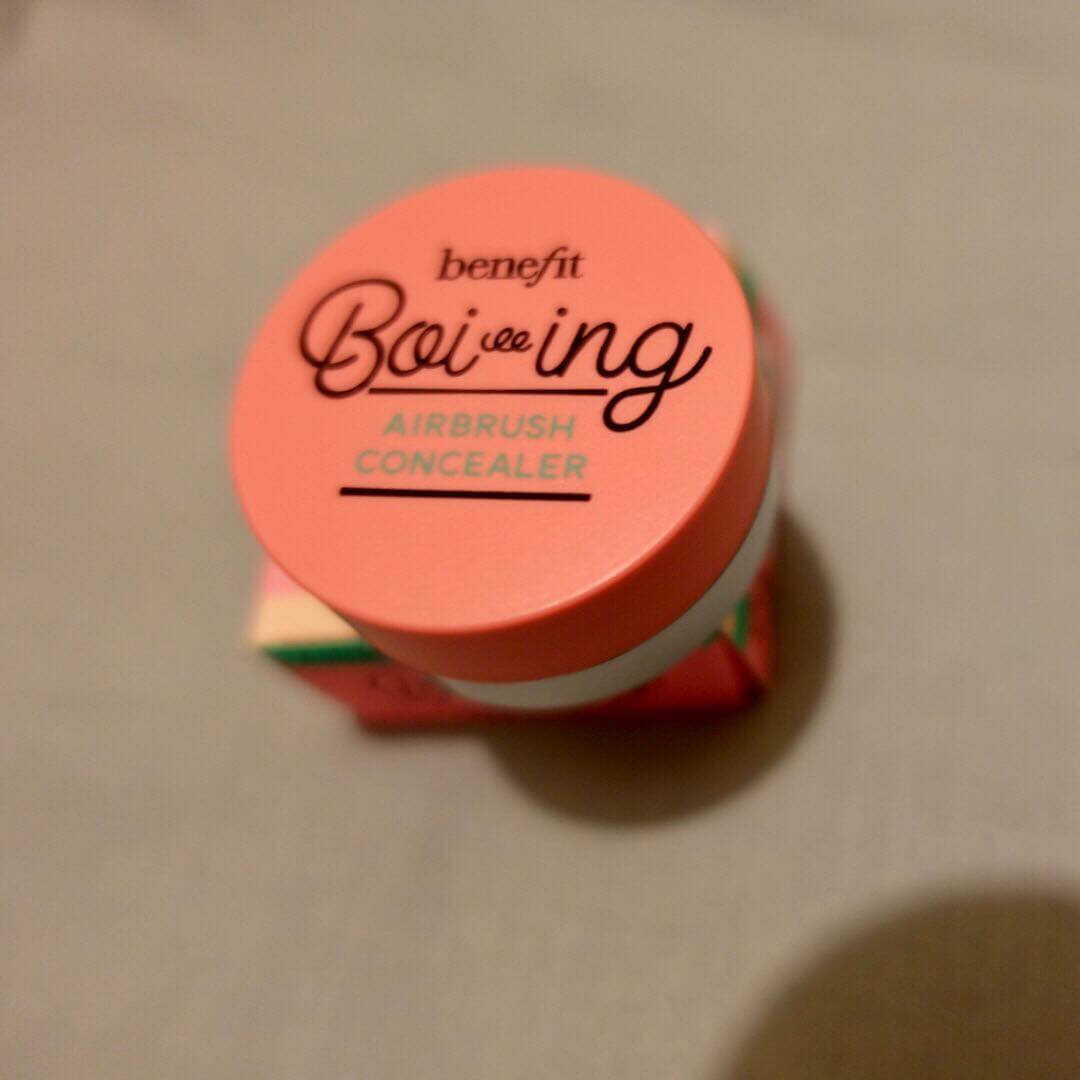 benefit
Boi-ing
AIRBRUSH
CONCEALER